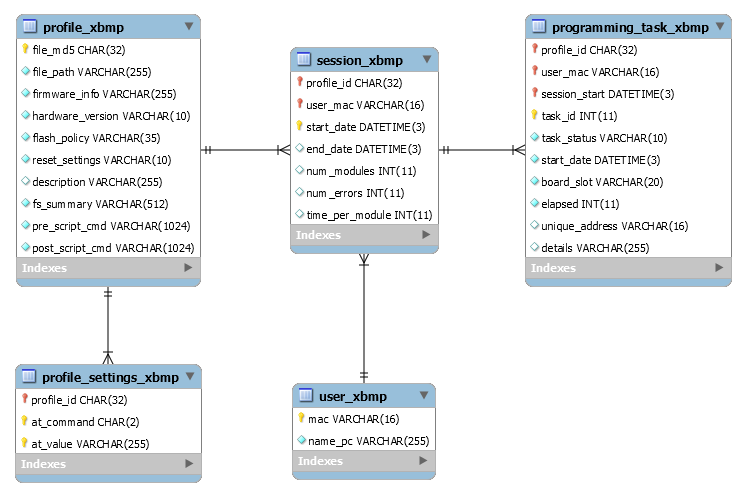 profile_xbmp
file_md5 CHAR(32)
file_path VARCHAR(255)
firmware_info VARCHAR(255)
hardware_version VARCHAR(10)
flash_policy VARCHAR(35)
reset_settings VARCHAR(10)
description VARCHAR(255)
fs_summary VARCHAR(512)
pre_script_cmd VARCHAR(1024)
post_script_cmd VARCHAR(1024)
Indexes
session_xbmp
profile_id CHAR(32)
user_mac VARCHAR(16)
start_date DATETIME(3)
end_date DATETIME(3)
num_modules INT(11)
num_errors INT(11)
time_per_module INT(11)
Indexes
programming_task_xbmp
profile_id CHAR(32)
user_mac VARCHAR(16)
session_start DATETIME(3)
task_id INT(11)
task_status VARCHAR(10)
start_date DATETIME(3)
board_slot VARCHAR(20)
elapsed INT(11)
unique_address VARCHAR(16)
details VARCHAR(255)
Indexes
profile_settings_xbmp
profile_id CHAR(32)
at_command CHAR(2)
at_value VARCHAR(255)
Indexes
user_xbmp
mac VARCHAR(16)
name_pc VARCHAR(255)
Indexes